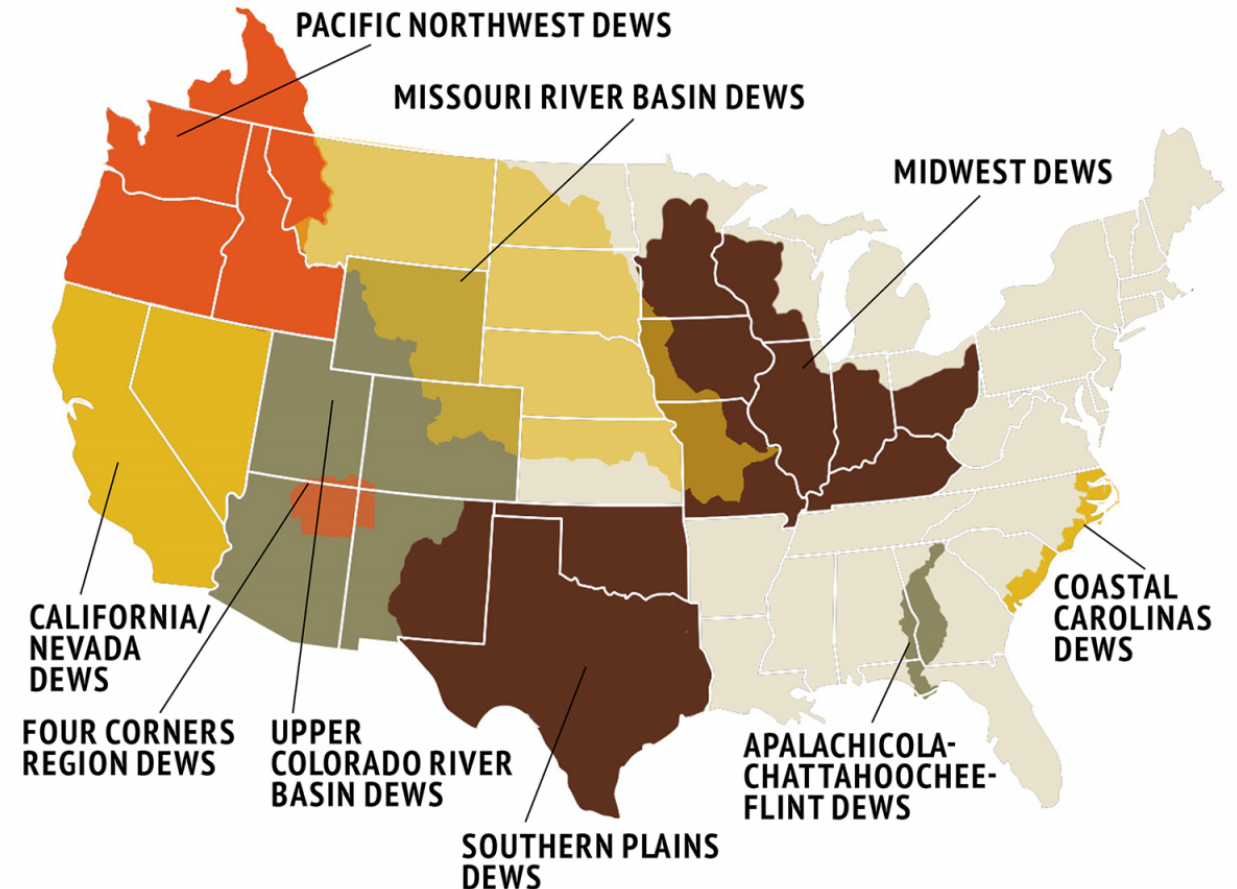 PACIFIC NORTHWEST DEWS
MISSOURI RIVER BASIN DEWS
MIDWEST DEWS
CALIFORNIA/
NEVADA
DEWS
FOUR CORNERS
REGION DEWS
UPPER
COLORADO RIVER
BASIN DEWS
SOUTHERN PLAINS
DEWS
APALACHICOLA-
CHATTAHOOCHEE-
FLINT DEWS
COASTAL
CAROLINAS
DEWS